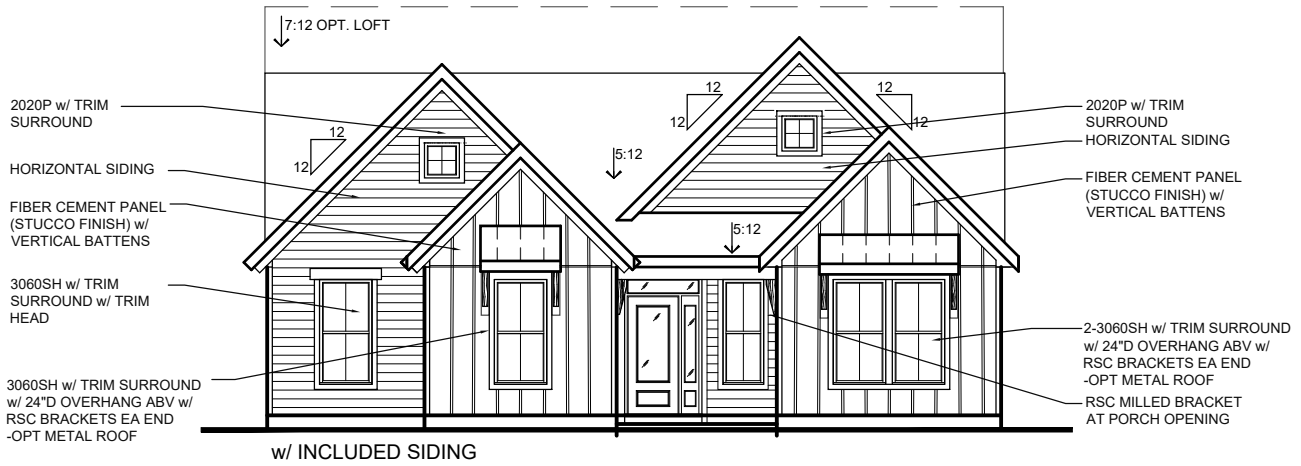 7:12 OPT. LOFT
2020P w/ TRIM
SURROUND
HORIZONTAL SIDING
FIBER CEMENT PANEL
(STUCCO FINISH) w/
VERTICAL BATTENS
3060SH w/ TRIM
SURROUND w/ TRIM
HEAD
3060SH w/ TRIM SURROUND
w/ 24"D OVERHANG ABV w/
RSC BRACKETS EA END
-OPT METAL ROOF
12
12
12
12
5:12
5:12
12
12
2020P w/ TRIM
SURROUND
HORIZONTAL SIDING
FIBER CEMENT PANEL
(STUCCO FINISH) w/
VERTICAL BATTENS
2-3060SH w/ TRIM SURROUND
w/ 24"D OVERHANG ABV w/
RSC BRACKETS EA END
-OPT METAL ROOF
RSC MILLED BRACKET
AT PORCH OPENING
w/ INCLUDED SIDING